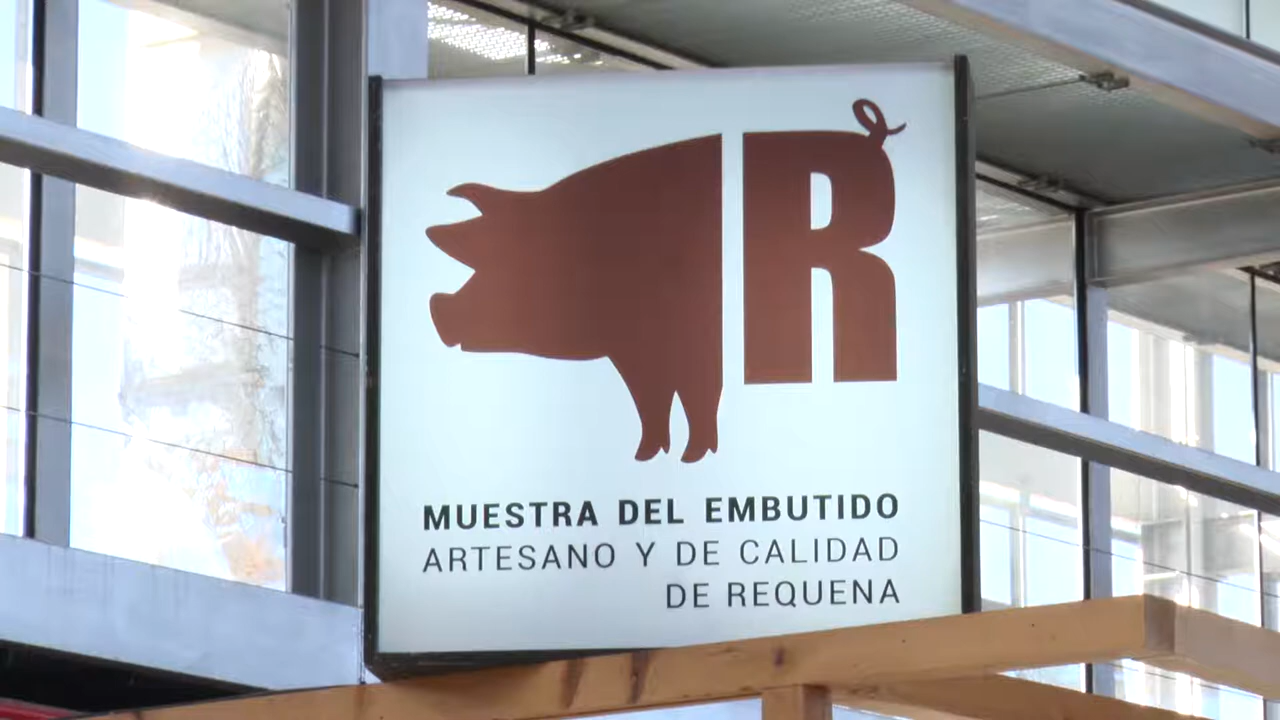 R
MUESTRA DEL EMBUTIDO
ARTESANO Y DE CALIDAD
DE REQUENA